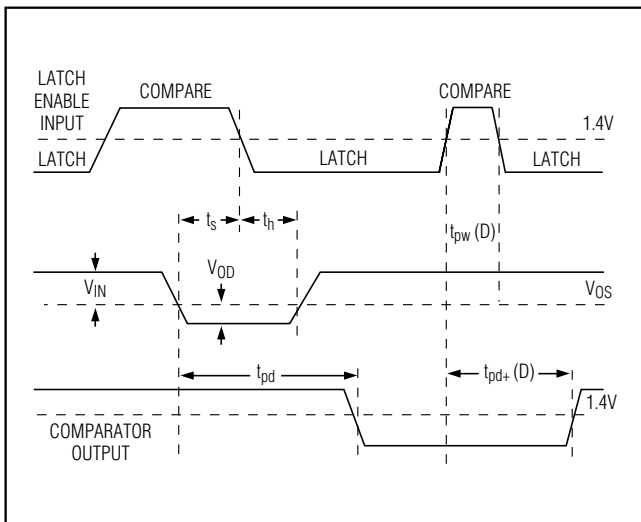 LATCH
ENABLE
INPUT
COMPARE
COMPARE
1.4V
LATCH
LATCH
LATCH
ts
th
tpw (D)
VOD
VIN
VOS
tpd
tpd+ (D)
1.4V
COMPARATOR
OUTPUT